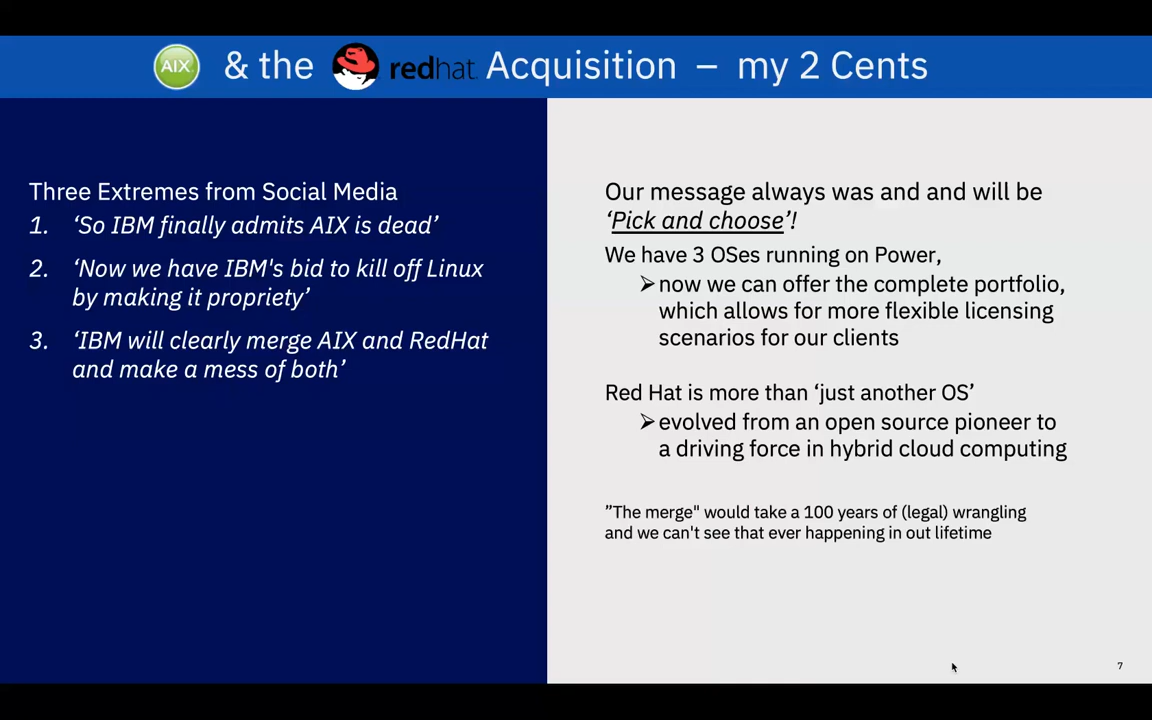 AIX & the redhat Acquisition – my 2 Cents
Three Extremes from Social Media
1. ‘So IBM finally admits AIX is dead’
2. ‘Now we have IBM's bid to kill off Linux
by making it propriety’
3. ‘IBM will clearly merge AIX and RedHat
and make a mess of both’
Our message always was and and will be
‘Pick and choose’!
We have 3 OSes running on Power,
➢now we can offer the complete portfolio,
which allows for more flexible licensing
scenarios for our clients
Red Hat is more than ‘just another OS’
➢evolved from an open source pioneer to
a driving force in hybrid cloud computing
”The merge" would take a 100 years of (legal) wrangling
and we can't see that ever happening in out lifetime
7